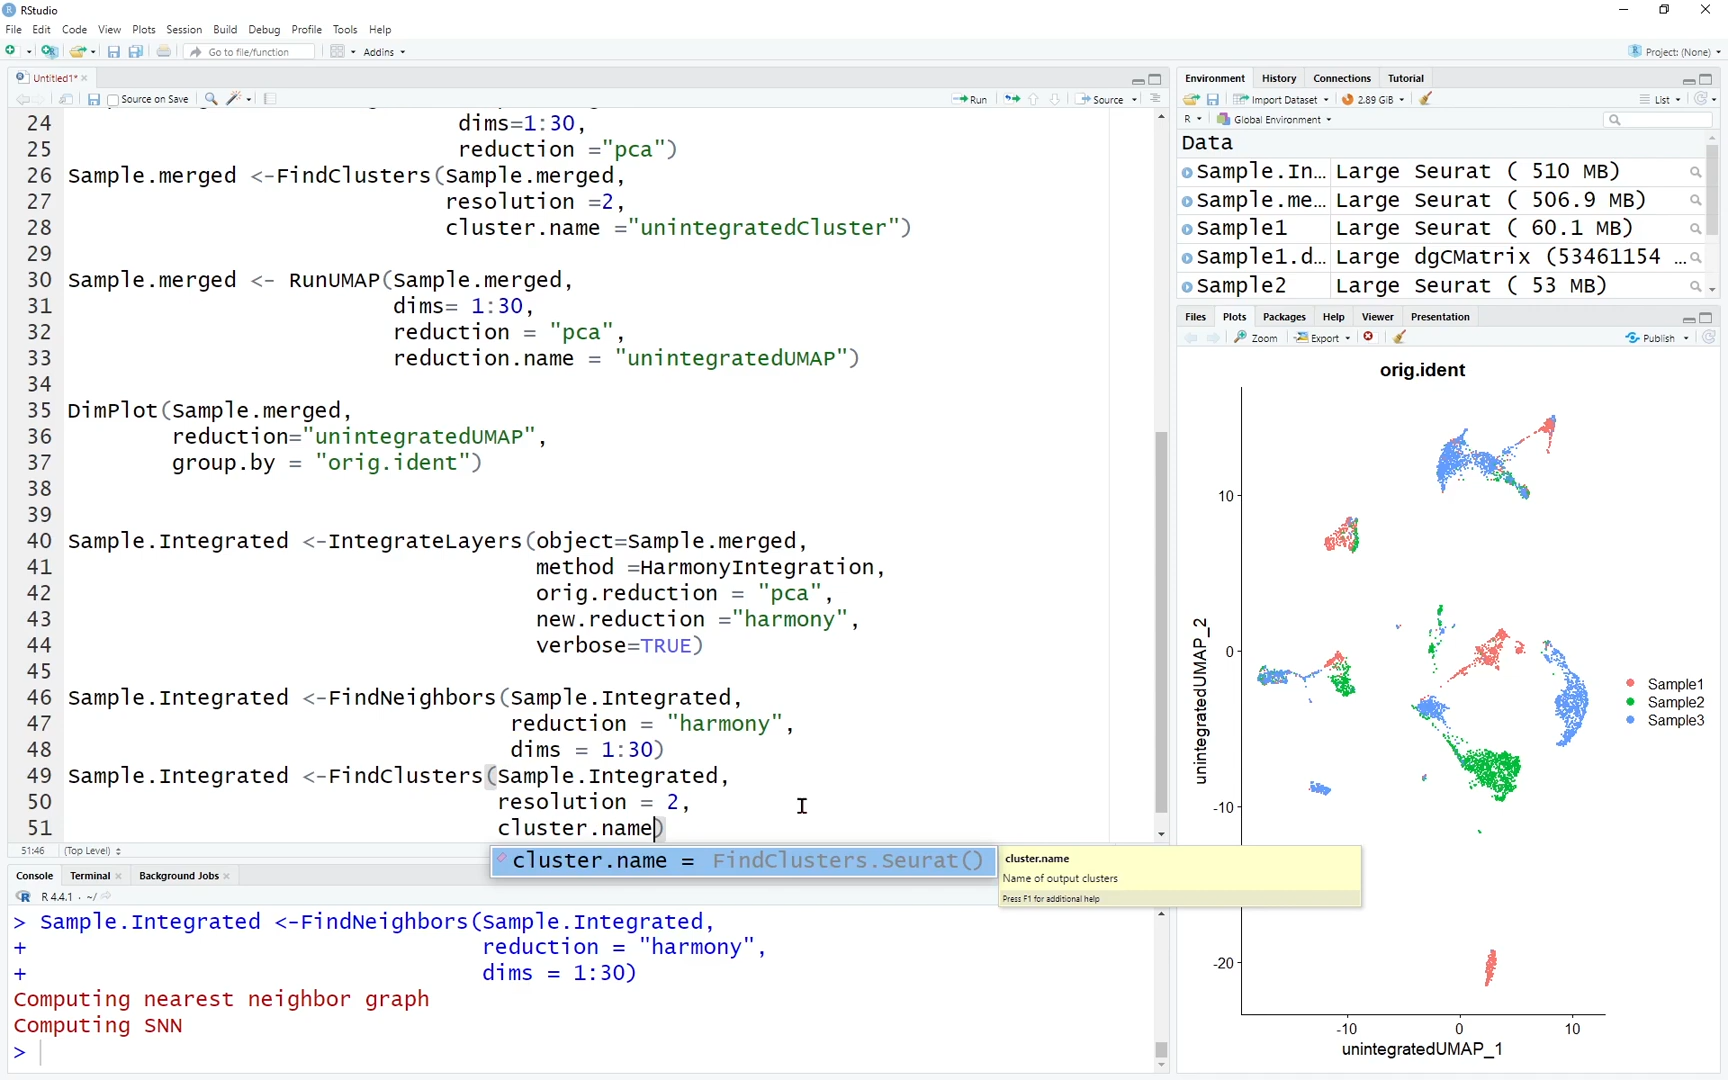 RStudio
File Edit Code View Plots Session Build Debug Profile Tools Help
Go to file/function Addins Project: (None)
Untitled1*
Source on Save Run Source
24 dims=1:30,
25 reduction ="pca")
26 Sample.merged <-FindClusters(Sample.merged,
27 resolution =2,
28 cluster.name ="unintegratedCluster")
29
30 Sample.merged <- RunUMAP(Sample.merged,
31 dims= 1:30,
32 reduction = "pca",
33 reduction.name = "unintegratedUMAP")
34
35 DimPlot(Sample.merged,
36 reduction="unintegratedUMAP",
37 group.by = "orig.ident")
38
39
40 Sample.Integrated <-IntegrateLayers(object=Sample.merged,
41 method =HarmonyIntegration,
42 orig.reduction = "pca",
43 new.reduction ="harmony",
44 verbose=TRUE)
45
46 Sample.Integrated <-FindNeighbors(Sample.Integrated,
47 reduction = "harmony",
48 dims = 1:30)
49 Sample.Integrated <-FindClusters(Sample.Integrated,
50 resolution = 2,
51 cluster.name)
51:46 (Top Level)
cluster.name = FindClusters.Seurat()
cluster.name
Name of output clusters
Press F1 for additional help
Console Terminal Background Jobs
R 4.4.1 · ~/
> Sample.Integrated <-FindNeighbors(Sample.Integrated,
+ reduction = "harmony",
+ dims = 1:30)
Computing nearest neighbor graph
Computing SNN
>
Environment History Connections Tutorial
Import Dataset 2.89 GiB List
R Global Environment
Data
Sample.In... Large Seurat ( 510 MB)
Sample.me... Large Seurat ( 506.9 MB)
Sample1 Large Seurat ( 60.1 MB)
Sample1.d... Large dgCMatrix (53461154 ...
Sample2 Large Seurat ( 53 MB)
Files Plots Packages Help Viewer Presentation
Zoom Export Publish
orig.ident
10
0
-10
-20
unintegratedUMAP_2
Sample1
Sample2
Sample3
-10 0 10
unintegratedUMAP_1